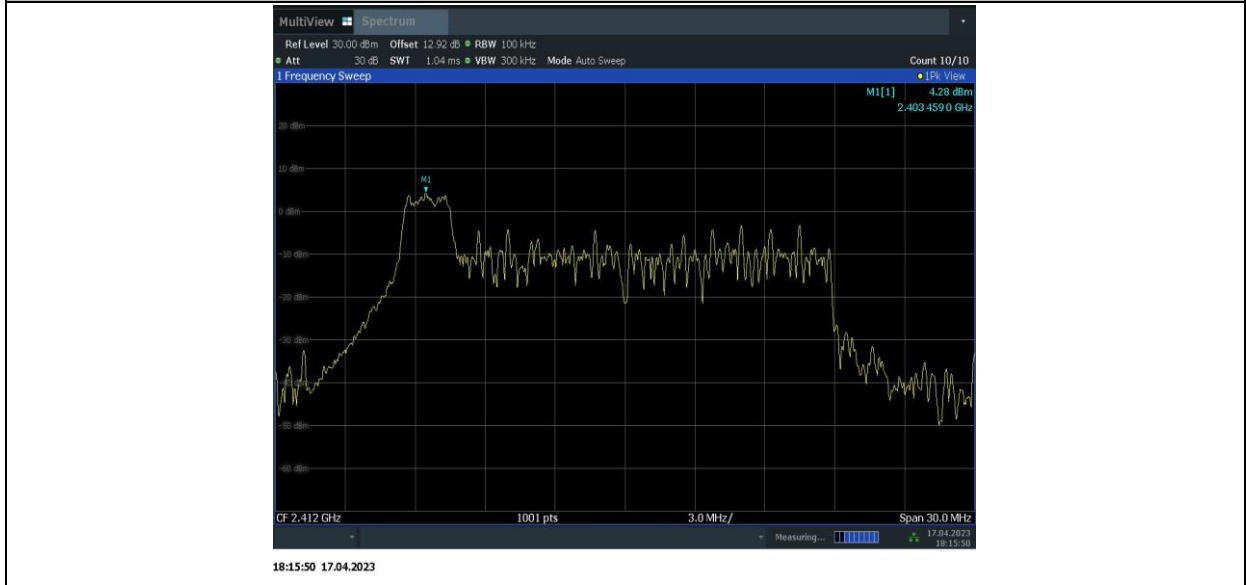 MultiView Spectrum
Ref Level 30.00 dBm Offset 12.92 dB RBW 100 kHz
Att 30 dB SWT 1.04 ms VBW 300 kHz Mode Auto Sweep Count 10/10
1 Frequency Sweep 1Pk View
M1[1] 4.28 dBm
2.403 459 0 GHz
20 dBm
10 dBm
M1
0 dBm
-10 dBm
-20 dBm
-30 dBm
-40 dBm
-50 dBm
-60 dBm
CF 2.412 GHz 1001 pts 3.0 MHz/ Span 30.0 MHz
Measuring... 17.04.2023
18:15:50
18:15:50 17.04.2023